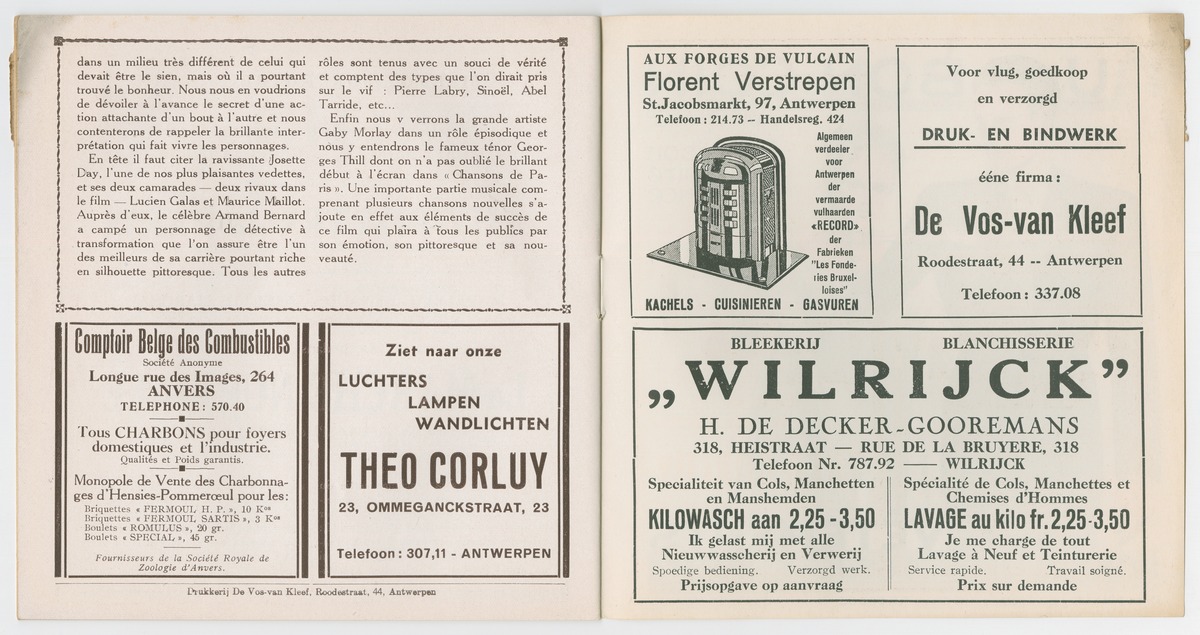 dans un milieu très différent de celui qui
devait être le sien, mais où il a pourtant
trouvé le bonheur. Nous nous en voudrions
de dévoiler à l'avance le secret d'une ac-
tion attachante d'un bout à l'autre et nous
contenterons de rappeler la brillante inter-
prétation qui fait vivre les personnages.
En tête il faut citer la ravissante Josette
Day, l'une de nos plus plaisantes vedettes,
et ses deux camarades — deux rivaux dans
le film — Lucien Galas et Maurice Maillot.
Auprès d'eux, le célèbre Armand Bernard
a campé un personnage de détective à
transformation que l'on assure être l'un
des meilleurs de sa carrière pourtant riche
en silhouette pittoresque. Tous les autres
rôles sont tenus avec un souci de vérité
et comptent des types que l'on dirait pris
sur le vif : Pierre Labry, Sinoël, Abel
Tarride, etc...
Enfin nous y verrons la grande artiste
Gaby Morlay dans un rôle épisodique et
nous y entendrons le fameux ténor Geor-
ges Thill dont on n'a pas oublié le brillant
début à l'écran dans « Chansons de Pa-
ris ». Une importante partie musicale com-
prenant plusieurs chansons nouvelles s'a-
joute en effet aux éléments de succès de
ce film qui plaira à tous les publics par
son émotion, son pittoresque et sa nou-
veauté.
Comptoir Belge des Combustibles
Société Anonyme
Longue rue des Images, 264
ANVERS
TELEPHONE : 570.40
Tous CHARBONS pour foyers
domestiques et l'industrie.
Qualités et Poids garantis.
Monopole de Vente des Charbonna-
ges d'Hensies-Pommerœul pour les :
Briquettes « FERMOUL H. P. », 10 Kos
Briquettes « FERMOUL SARTIS », 3 Kos
Boulets « ROMULUS », 20 gr.
Boulets « SPECIAL », 45 gr.
Fournisseurs de la Société Royale de
Zoologie d'Anvers.
Ziet naar onze
LUCHTERS
LAMPEN
WANDLICHTEN
THEO CORLUY
23, OMMEGANCKSTRAAT, 23
Telefoon : 307,11 - ANTWERPEN
Drukkerij De Vos-van Kleef, Roodestraat, 44, Antwerpen
AUX FORGES DE VULCAIN
Florent Verstrepen
St. Jacobsmarkt, 97, Antwerpen
Telefoon : 214.73 -- Handelsreg. 424
Algemeen
verdeeler
voor
Antwerpen
der
vermaarde
vulhaarden
«RECORD»
der
Fabrieken
"Les Fonde-
ries Bruxel-
loises"
KACHELS - CUISINIEREN - GASVUREN
Voor vlug, goedkoop
en verzorgd
DRUK- EN BINDWERK
ééne firma :
De Vos-van Kleef
Roodestraat, 44 -- Antwerpen
Telefoon : 337.08
BLEEKERIJ BLANCHISSERIE
„WILRIJCK”
H. DE DECKER-GOOREMANS
318, HEISTRAAT — RUE DE LA BRUYERE, 318
Telefoon Nr. 787.92 — WILRIJCK
Specialiteit van Cols, Manchetten
en Manshemden
KILOWASCH aan 2,25 - 3,50
Ik gelast mij met alle
Nieuwwasscherij en Verwerij
Spoedige bediening. Verzorgd werk.
Prijsopgave op aanvraag
Spécialité de Cols, Manchettes et
Chemises d'Hommes
LAVAGE au kilo fr. 2,25 - 3,50
Je me charge de tout
Lavage à Neuf et Teinturerie
Service rapide. Travail soigné.
Prix sur demande